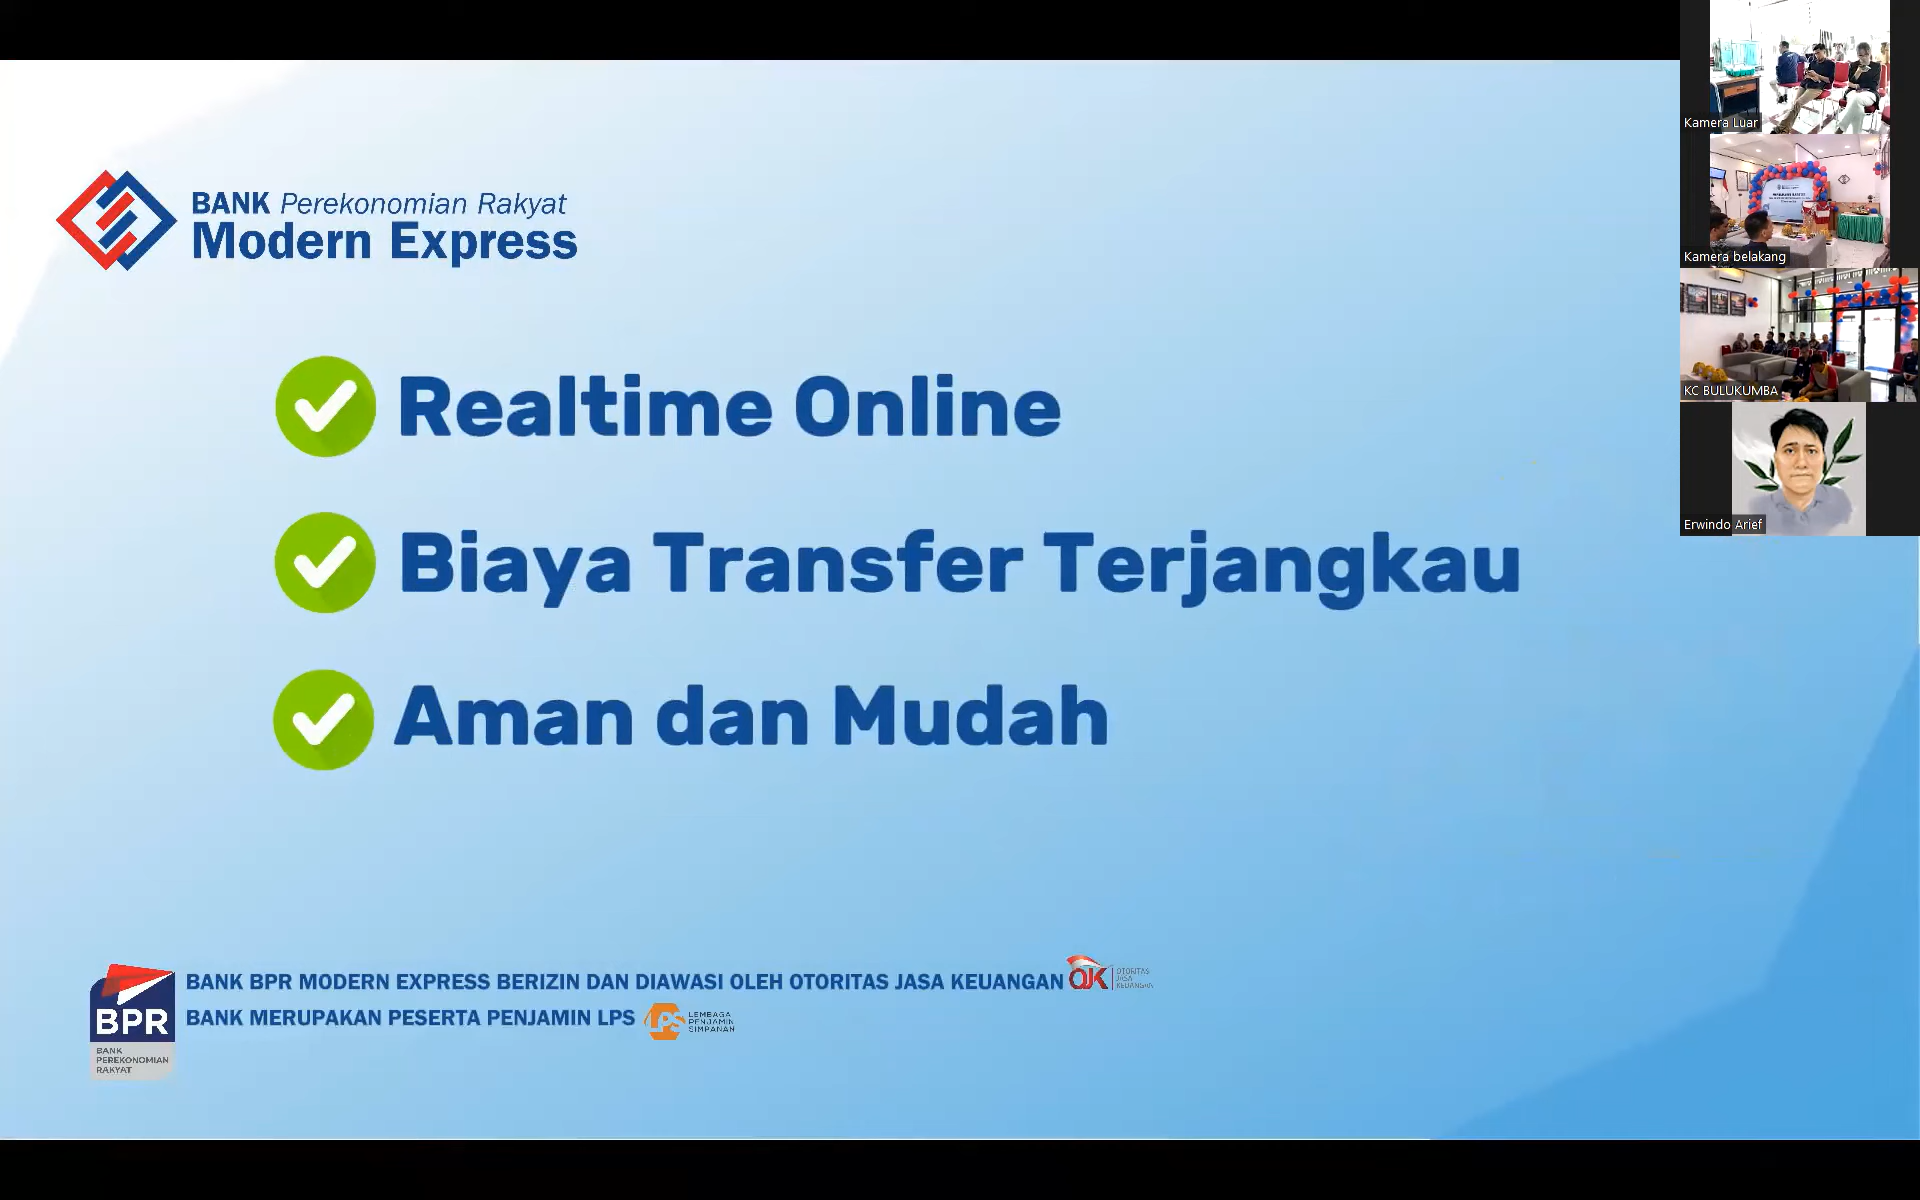 BANK Perekonomian Rakyat
Modern Express
Realtime Online
Biaya Transfer Terjangkau
Aman dan Mudah
BANK BPR MODERN EXPRESS BERIZIN DAN DIAWASI OLEH OTORITAS JASA KEUANGAN
OJK
OTORITAS
JASA
KEUANGAN
BANK MERUPAKAN PESERTA PENJAMIN LPS
LPS
LEMBAGA
PENJAMIN
SIMPANAN
BPR
BANK
PEREKONOMIAN
RAKYAT
Kamera Luar
Kamera belakang
KC BULUKUMBA
Erwindo Arief